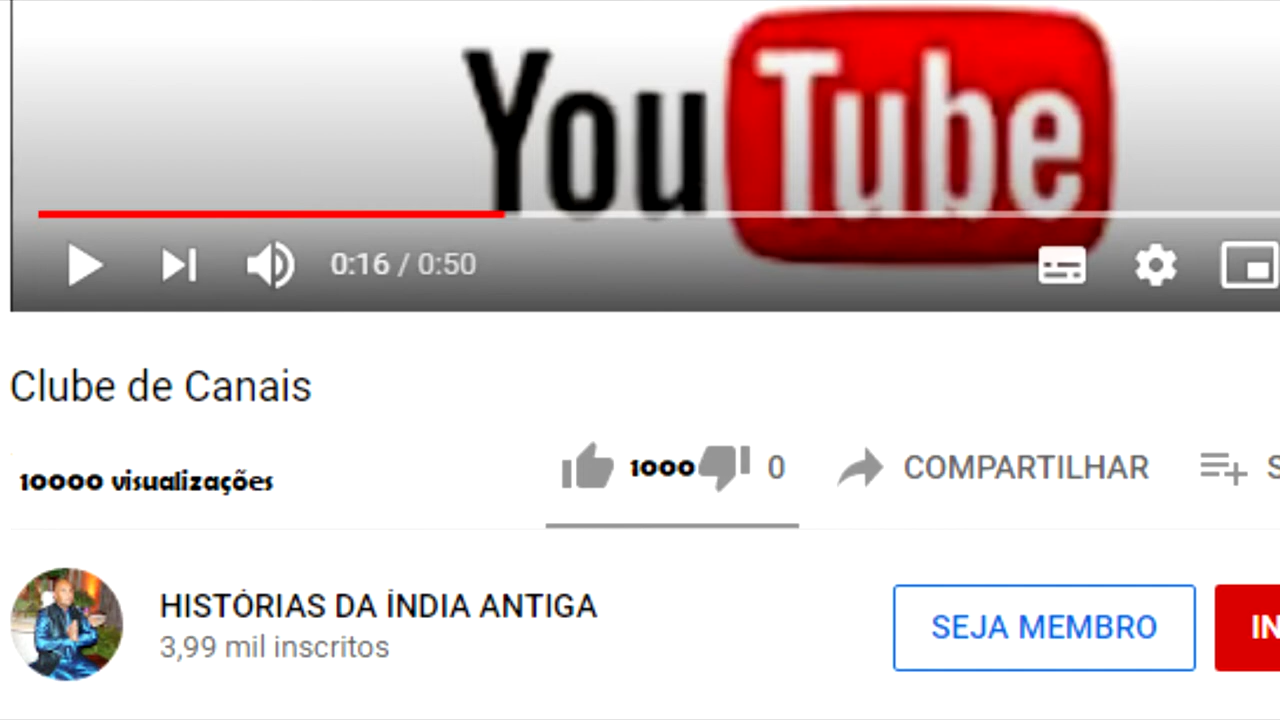 YouTube
0:16 / 0:50
Clube de Canais
10000 visualizações
1000 0 COMPARTILHAR S
HISTÓRIAS DA ÍNDIA ANTIGA
3,99 mil inscritos
SEJA MEMBRO
IN